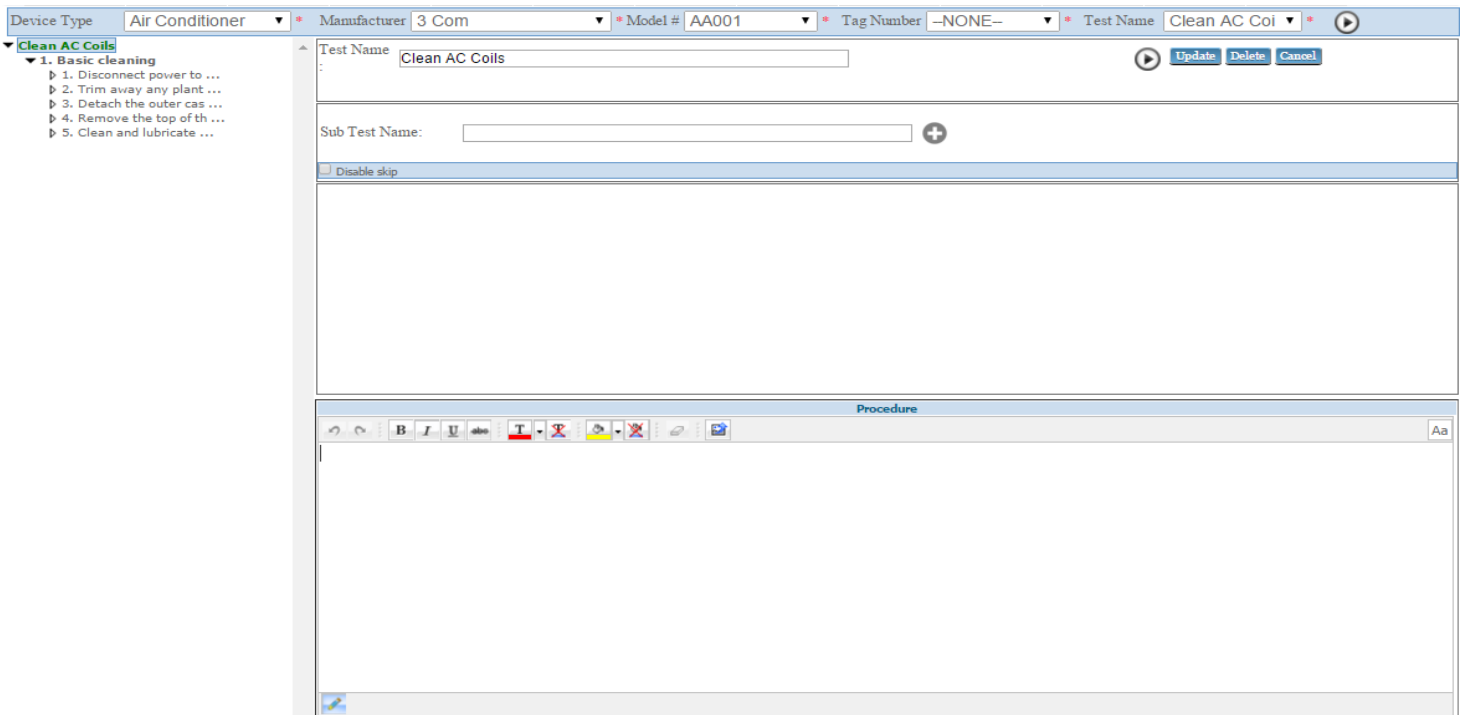 Device Type Air Conditioner * Manufacturer 3 Com * Model # AA001 * Tag Number --NONE-- * Test Name Clean AC Coi *
Clean AC Coils
1. Basic cleaning
1. Disconnect power to ...
2. Trim away any plant ...
3. Detach the outer cas ...
4. Remove the top of th ...
5. Clean and lubricate ...
Test Name
:
Clean AC Coils
Update Delete Cancel
Sub Test Name:
Disable skip
Procedure
B I U abc T T Aa